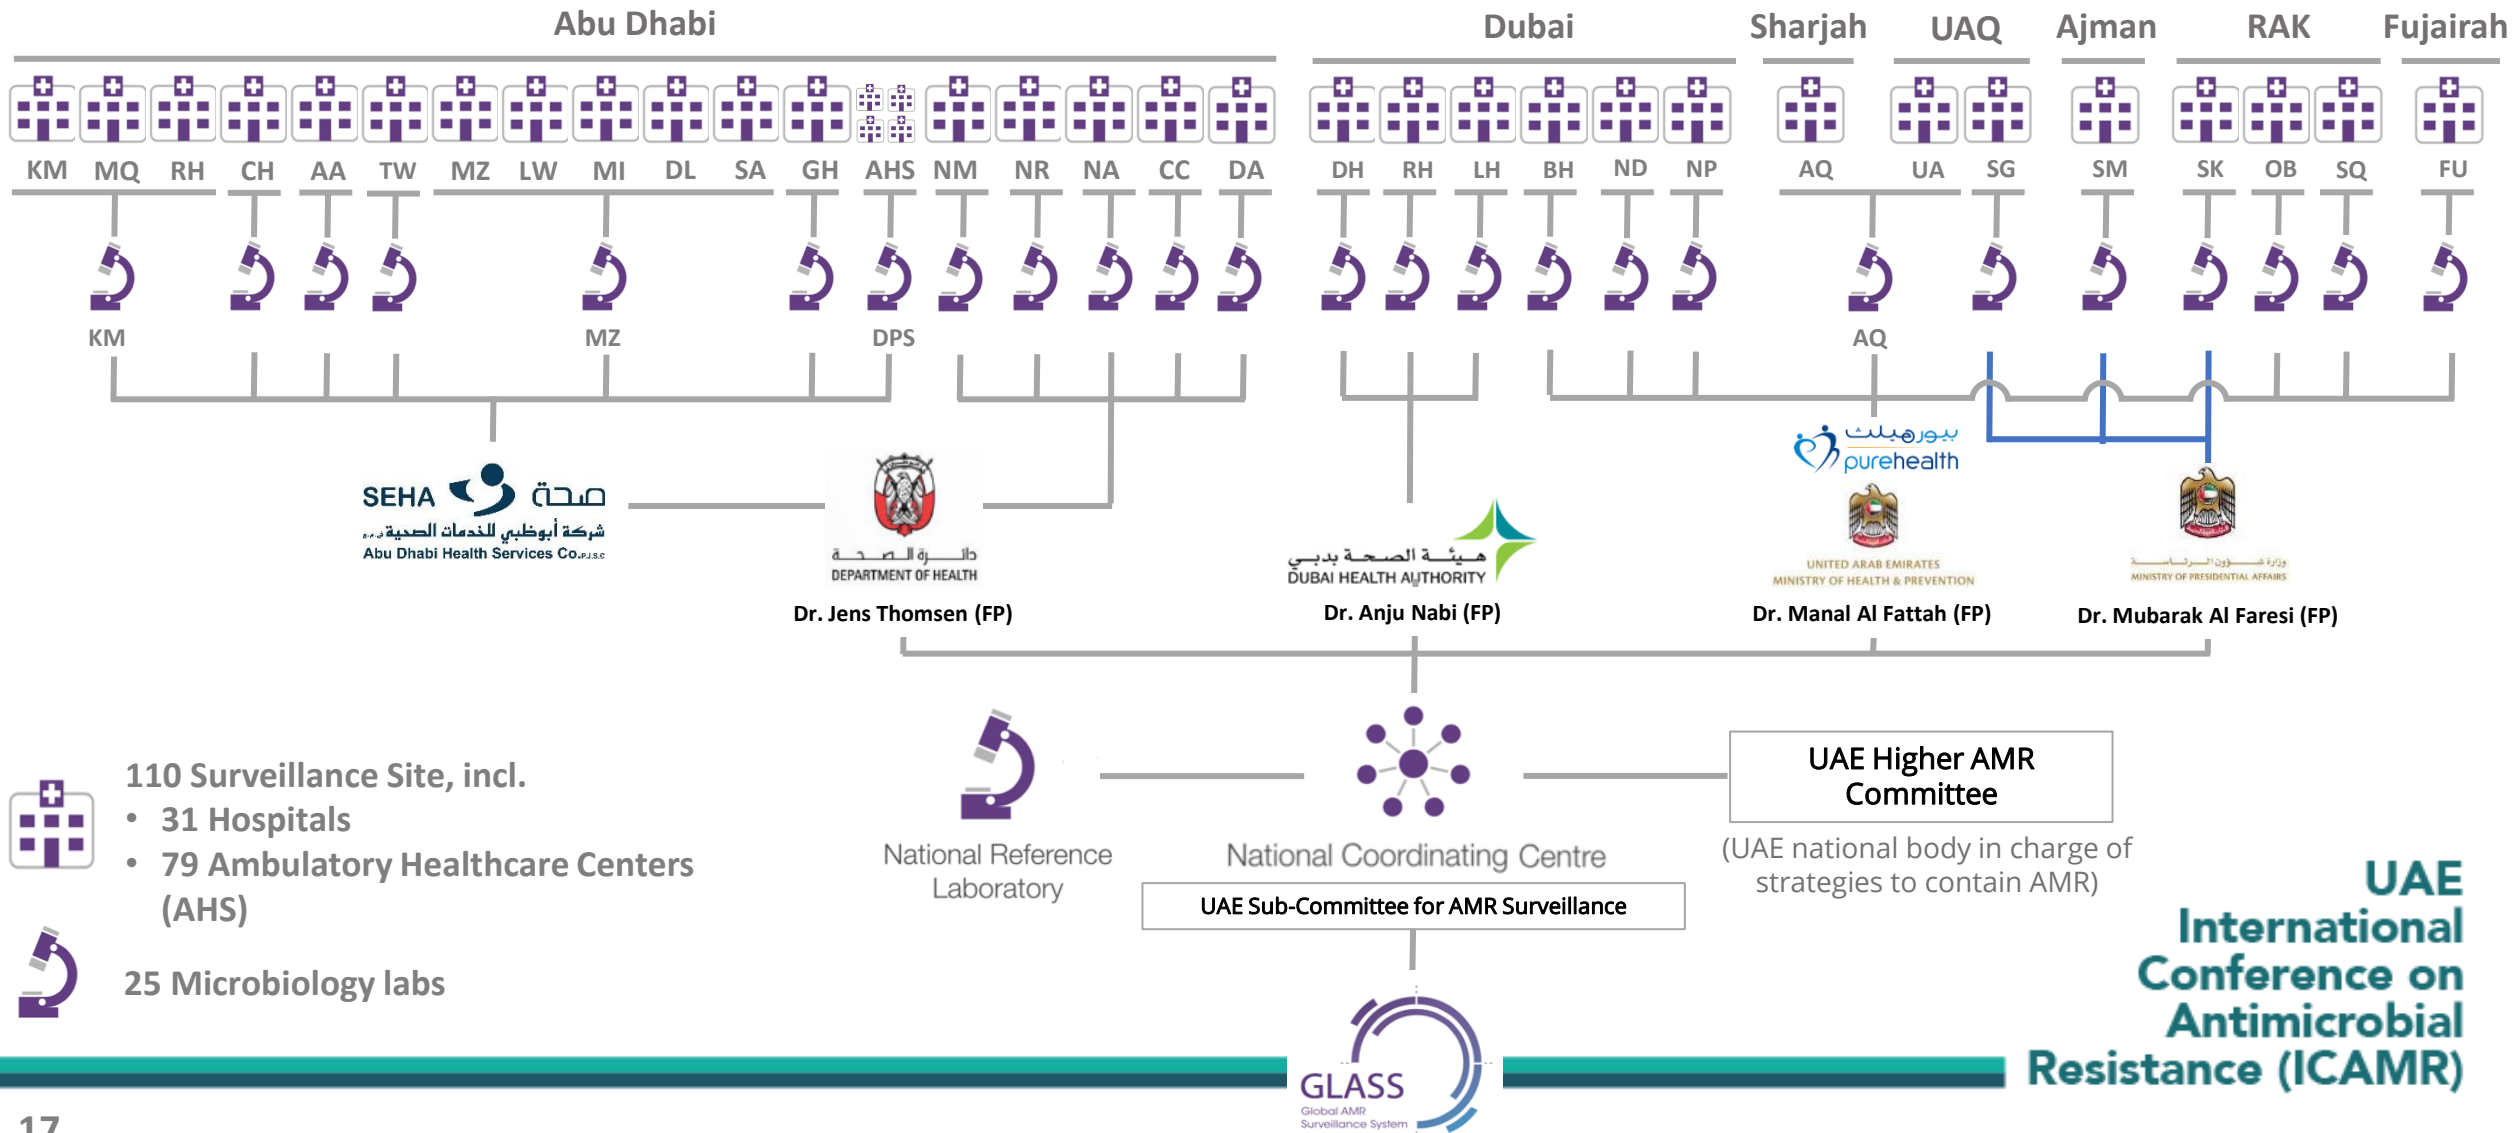 Abu Dhabi
Dubai
Sharjah
UAQ
Ajman
RAK
Fujairah
KM MQ RH CH AA TW MZ LW MI DL SA GH AHS NM NR NA CC DA DH RH LH BH ND NP AQ UA SG SM SK OB SQ FU
KM
MZ
DPS
AQ
SEHA صحة
شركة أبوظبي للخدمات الصحية ش.م.ع
Abu Dhabi Health Services Co.P.J.S.C
دائرة الصحة
DEPARTMENT OF HEALTH
هيئة الصحة بدبي
DUBAI HEALTH AUTHORITY
بيورهيلث
purehealth
UNITED ARAB EMIRATES
MINISTRY OF HEALTH & PREVENTION
وزارة شؤون الرئاسة
MINISTRY OF PRESIDENTIAL AFFAIRS
Dr. Jens Thomsen (FP)
Dr. Anju Nabi (FP)
Dr. Manal Al Fattah (FP)
Dr. Mubarak Al Faresi (FP)
110 Surveillance Site, incl.
• 31 Hospitals
• 79 Ambulatory Healthcare Centers
(AHS)
25 Microbiology labs
National Reference
Laboratory
National Coordinating Centre
UAE Sub-Committee for AMR Surveillance
UAE Higher AMR
Committee
(UAE national body in charge of
strategies to contain AMR)
GLASS
Global AMR
Surveillance System
UAE
International
Conference on
Antimicrobial
Resistance (ICAMR)
17